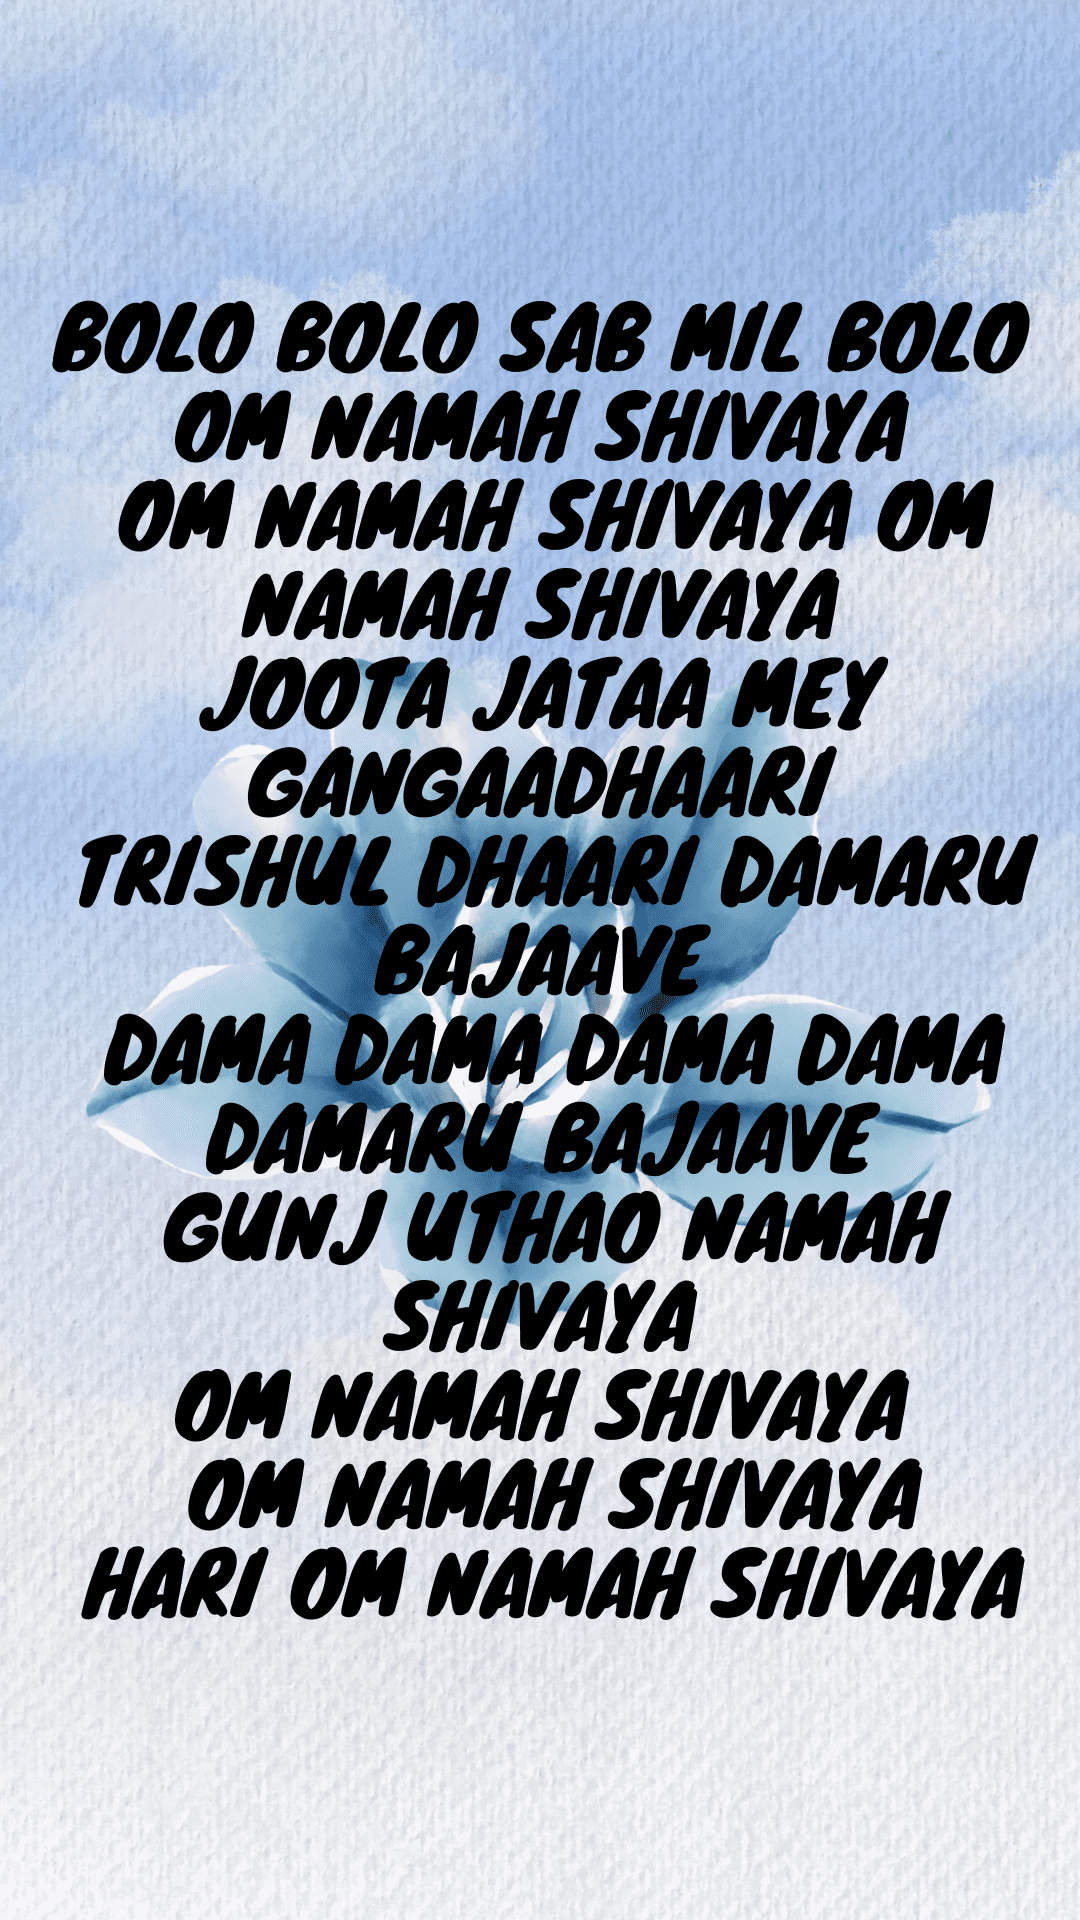 BOLO BOLO SAB MIL BOLO
OM NAMAH SHIVAYA
OM NAMAH SHIVAYA OM
NAMAH SHIVAYA
JOOTA JATAA MEY
GANGAADHAARI
TRISHUL DHAARI DAMARU
BAJAAVE
DAMA DAMA DAMA DAMA
DAMARU BAJAAVE
GUNJ UTHAO NAMAH
SHIVAYA
OM NAMAH SHIVAYA
OM NAMAH SHIVAYA
HARI OM NAMAH SHIVAYA